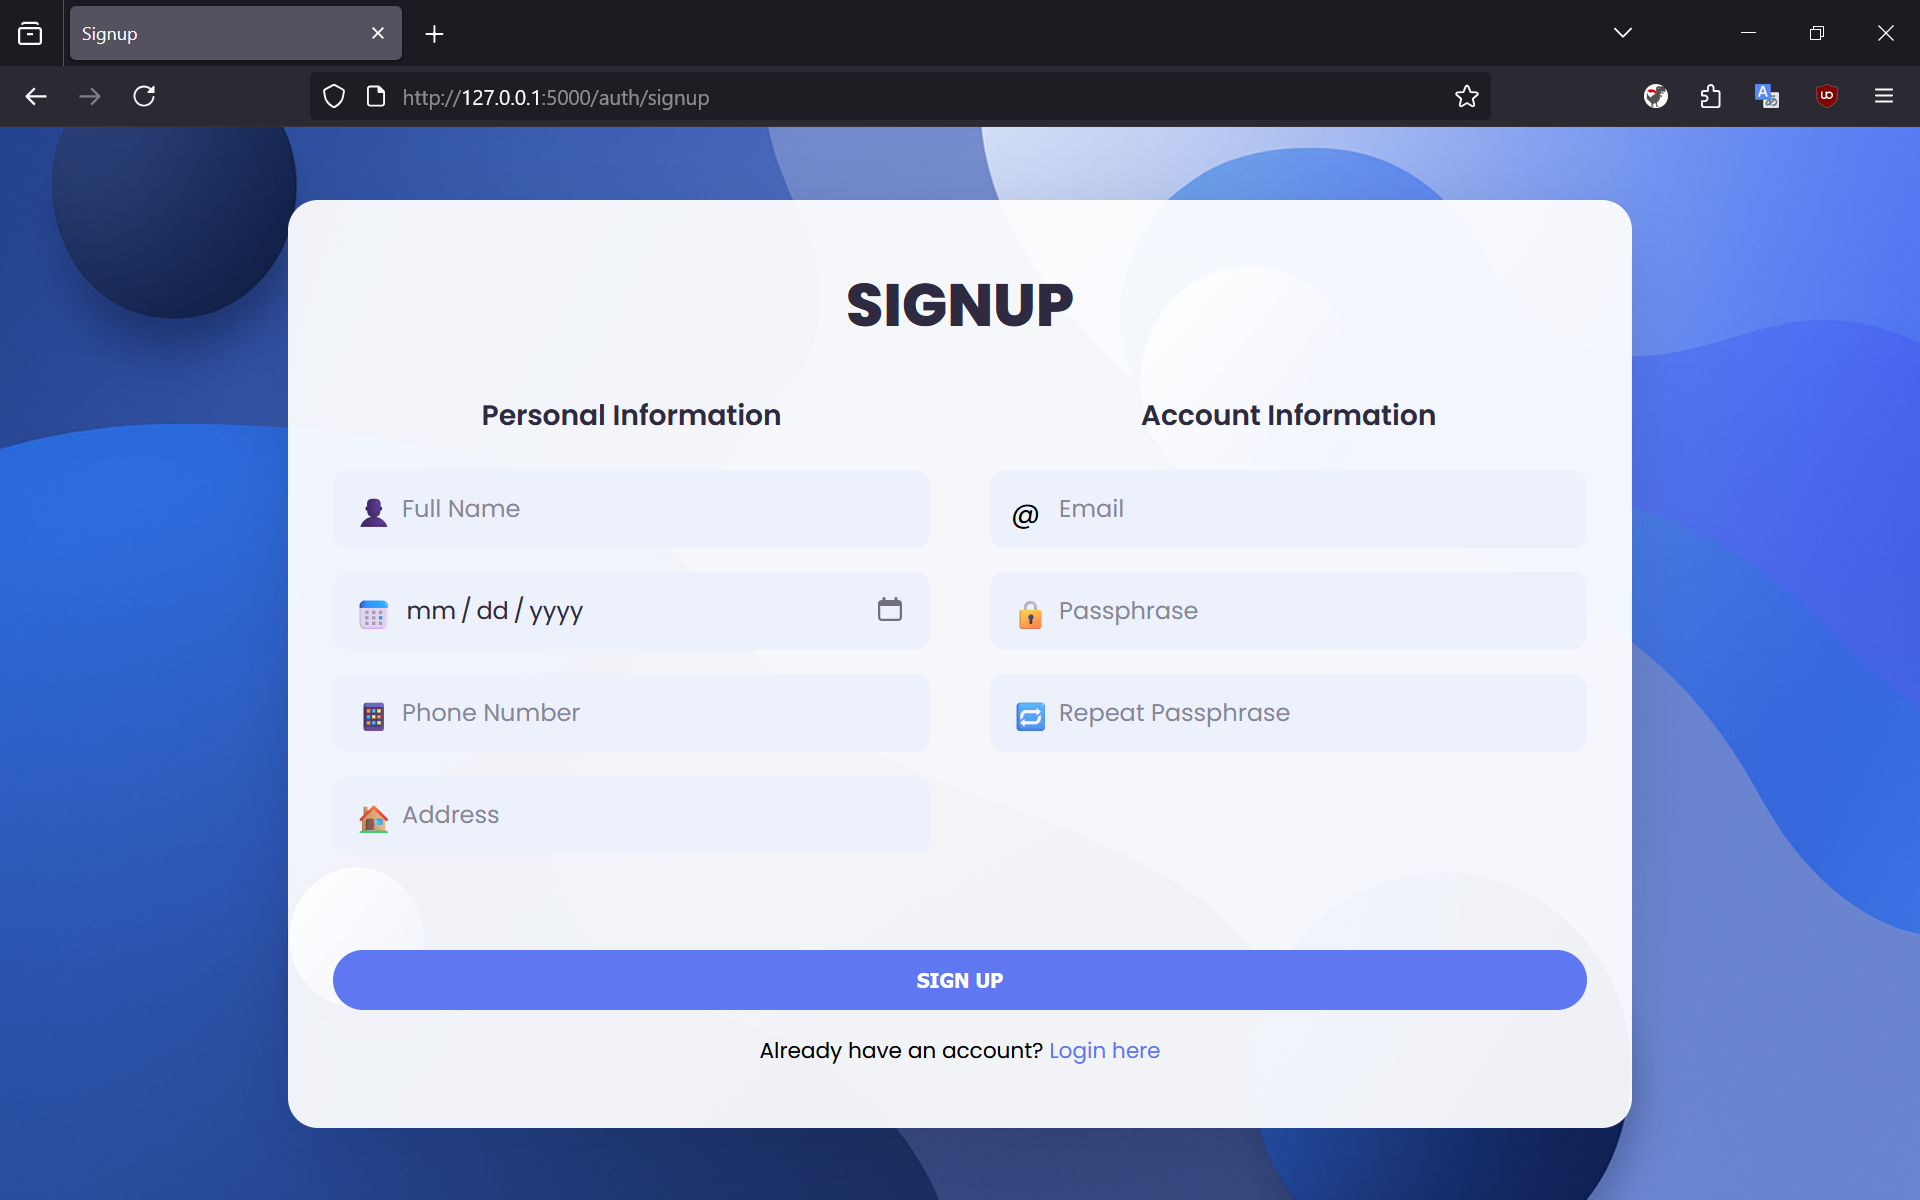 Signup
http://127.0.0.1:5000/auth/signup
SIGNUP
Personal Information
Full Name
mm / dd / yyyy
Phone Number
Address
Account Information
@ Email
Passphrase
Repeat Passphrase
SIGN UP
Already have an account? Login here